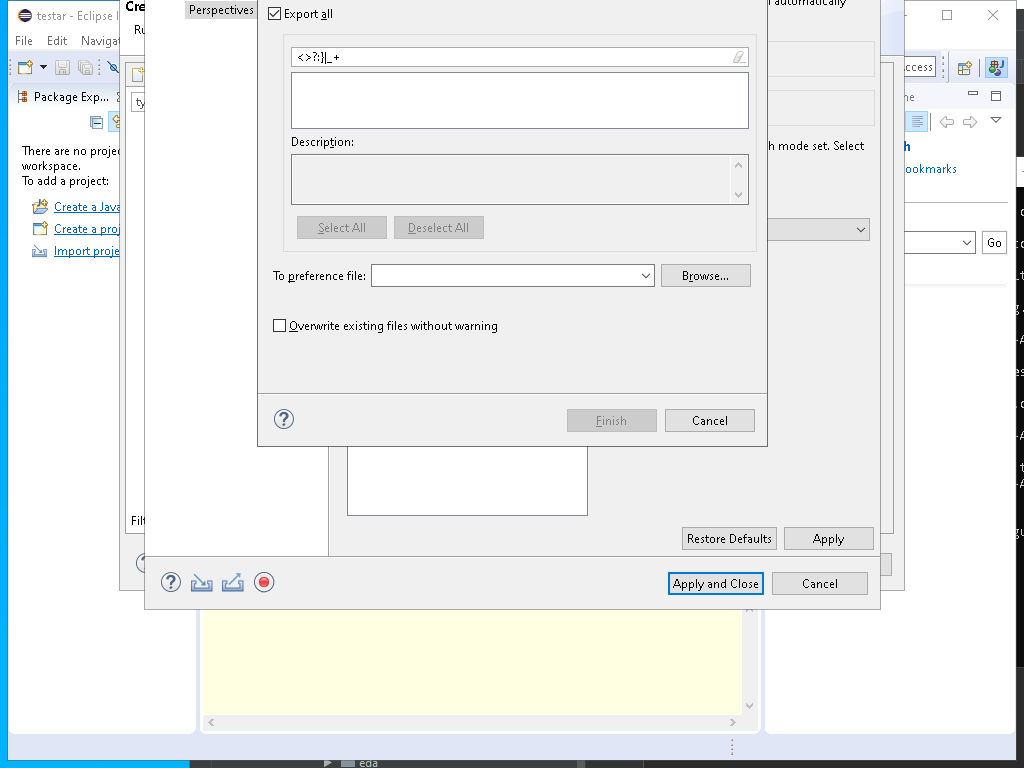 testar - Eclipse I
File Edit Navigat
Package Exp...
There are no projec
workspace.
To add a project:
Create a Java
Create a proj
Import proje
Cre
Ru
ty
Filt
Perspectives
Export all
<>?:}|_+
Description:
Select All
Deselect All
To preference file:
Browse...
Overwrite existing files without warning
Finish
Cancel
automatically
h mode set. Select
Restore Defaults
Apply
Apply and Close
Cancel
ccess
ne
h
ookmarks
Go
eda